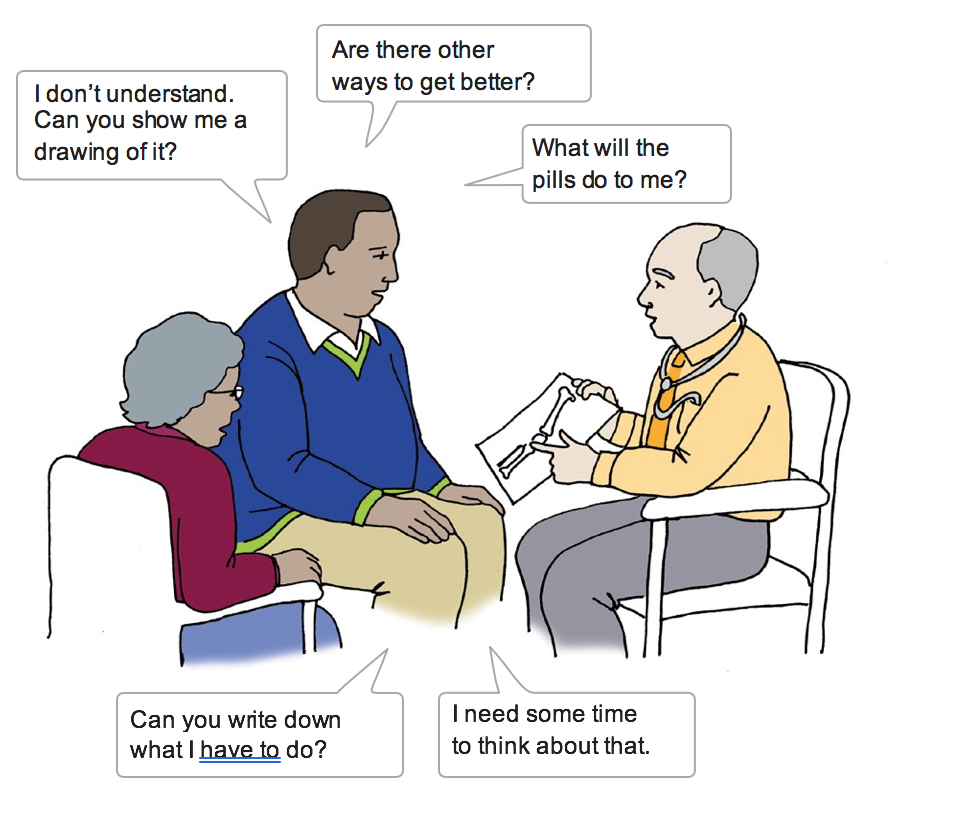 Are there other
ways to get better?
I don’t understand.
Can you show me a
drawing of it?
What will the
pills do to me?
Can you write down
what I have to do?
I need some time
to think about that.